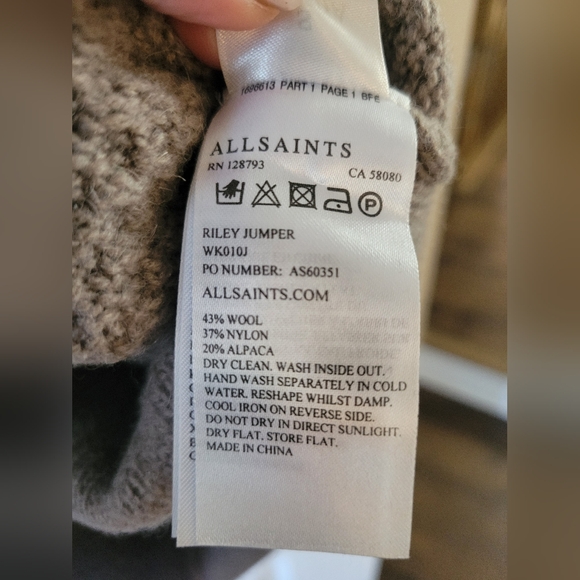 1686613 PART 1 PAGE 1 BFE
ALLSAINTS
RN 128793 CA 58080
P
RILEY JUMPER
WK010J
PO NUMBER: AS60351
ALLSAINTS.COM
43% WOOL
37% NYLON
20% ALPACA
DRY CLEAN. WASH INSIDE OUT.
HAND WASH SEPARATELY IN COLD
WATER. RESHAPE WHILST DAMP.
COOL IRON ON REVERSE SIDE.
DO NOT DRY IN DIRECT SUNLIGHT.
DRY FLAT, STORE FLAT.
MADE IN CHINA